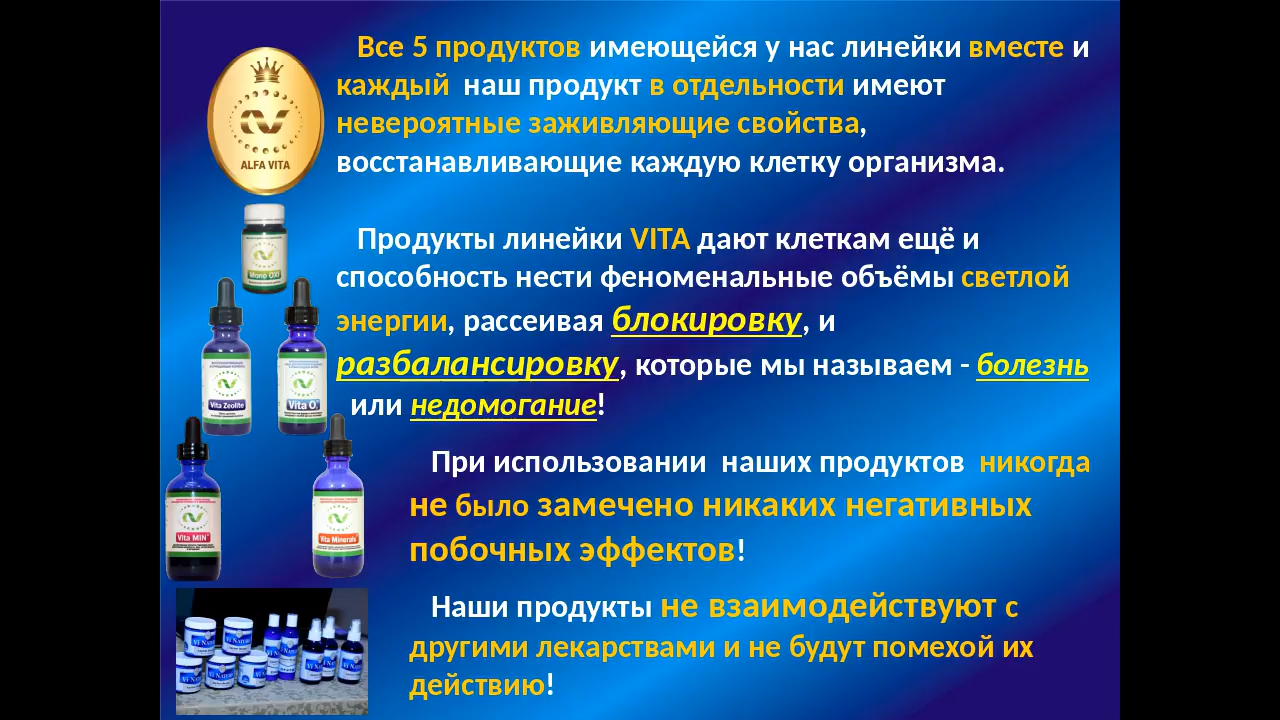 Все 5 продуктов имеющейся у нас линейки вместе и
каждый наш продукт в отдельности имеют
невероятные заживляющие свойства,
восстанавливающие каждую клетку организма.
ALFA VITA
Продукты линейки VITA дают клеткам ещё и
способность нести феноменальные объёмы светлой
энергии, рассеивая блокировку, и
разбалансировку, которые мы называем - болезнь
или недомогание!
Mono OXI
Vita Zeolite
Vita O
При использовании наших продуктов никогда
не было замечено никаких негативных
побочных эффектов!
Vita MIN
Vita Minerals
Наши продукты не взаимодействуют с
другими лекарствами и не будут помехой их
действию!